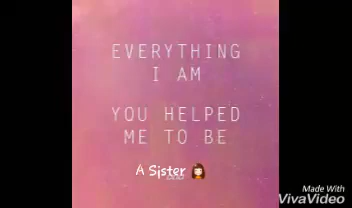 EVERYTHING
I AM
YOU HELPED
ME TO BE
A Sister
Made With
VivaVideo